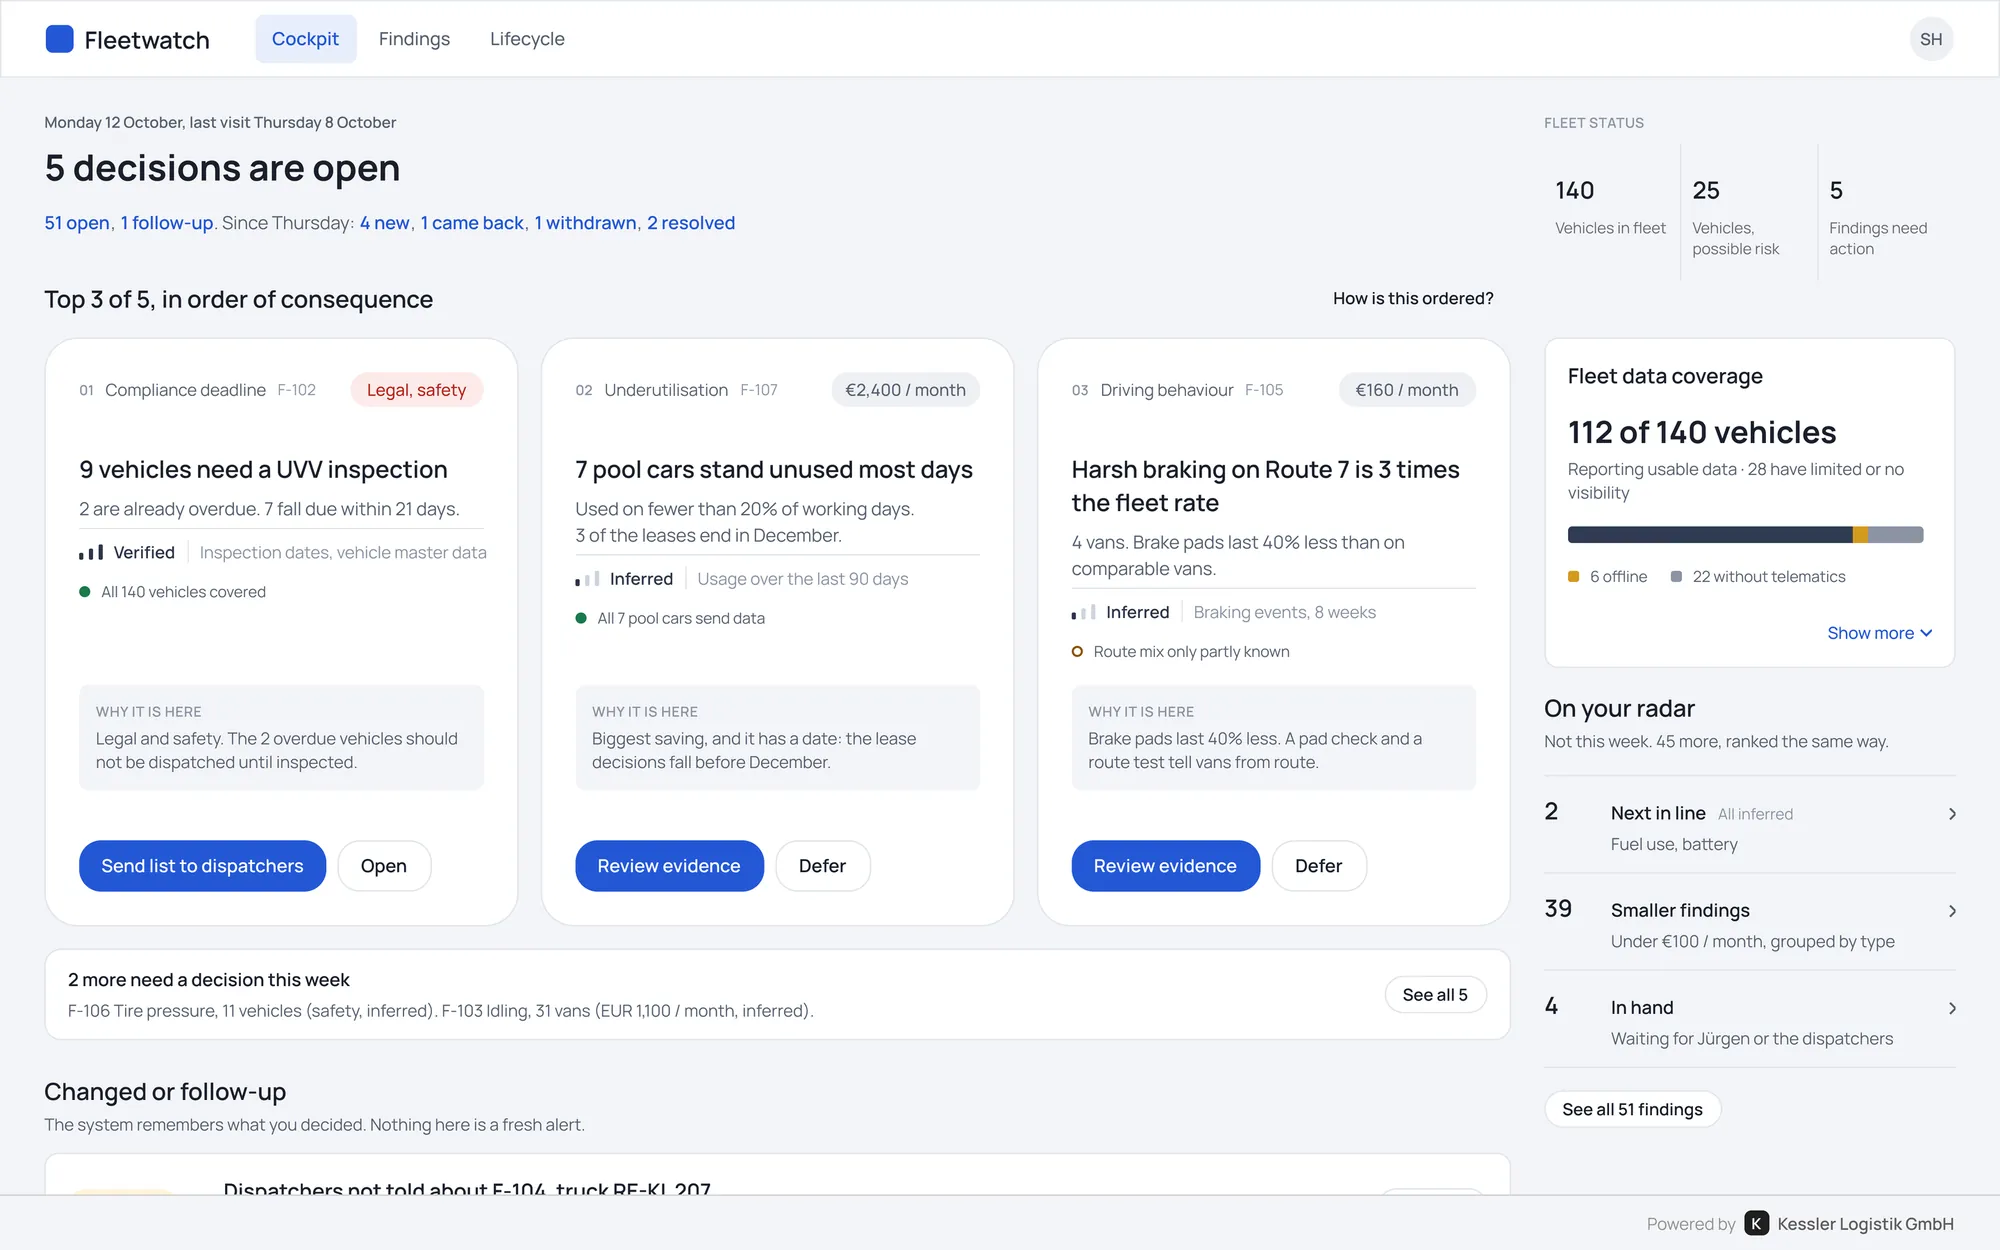 Fleetwatch
Cockpit
Findings
Lifecycle
SH
Monday 12 October, last visit Thursday 8 October
5 decisions are open
51 open, 1 follow-up. Since Thursday: 4 new, 1 came back, 1 withdrawn, 2 resolved
FLEET STATUS
140
Vehicles in fleet
25
Vehicles,
possible risk
5
Findings need
action
Top 3 of 5, in order of consequence
How is this ordered?
01 Compliance deadline F-102 Legal, safety
9 vehicles need a UVV inspection
2 are already overdue. 7 fall due within 21 days.
Verified Inspection dates, vehicle master data
All 140 vehicles covered
WHY IT IS HERE
Legal and safety. The 2 overdue vehicles should
not be dispatched until inspected.
Send list to dispatchers
Open
02 Underutilisation F-107 €2,400 / month
7 pool cars stand unused most days
Used on fewer than 20% of working days.
3 of the leases end in December.
Inferred Usage over the last 90 days
All 7 pool cars send data
WHY IT IS HERE
Biggest saving, and it has a date: the lease
decisions fall before December.
Review evidence
Defer
03 Driving behaviour F-105 €160 / month
Harsh braking on Route 7 is 3 times
the fleet rate
4 vans. Brake pads last 40% less than on
comparable vans.
Inferred Braking events, 8 weeks
Route mix only partly known
WHY IT IS HERE
Brake pads last 40% less. A pad check and a
route test tell vans from route.
Review evidence
Defer
2 more need a decision this week
F-106 Tire pressure, 11 vehicles (safety, inferred). F-103 Idling, 31 vans (EUR 1,100 / month, inferred).
See all 5
Changed or follow-up
The system remembers what you decided. Nothing here is a fresh alert.
Dispatchers not told about F-104, truck RE-KL 207
Fleet data coverage
112 of 140 vehicles
Reporting usable data · 28 have limited or no
visibility
6 offline
22 without telematics
Show more
On your radar
Not this week. 45 more, ranked the same way.
2
Next in line All inferred
Fuel use, battery
39
Smaller findings
Under €100 / month, grouped by type
4
In hand
Waiting for Jürgen or the dispatchers
See all 51 findings
Powered by K Kessler Logistik GmbH